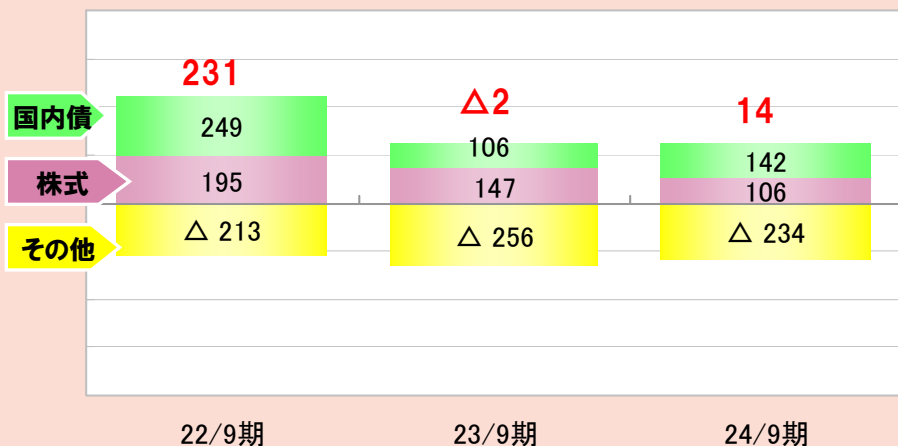 231
△2
14
国内債
249
106
142
株式
195
147
106
その他
△ 213
△ 256
△ 234
22/9期
23/9期
24/9期